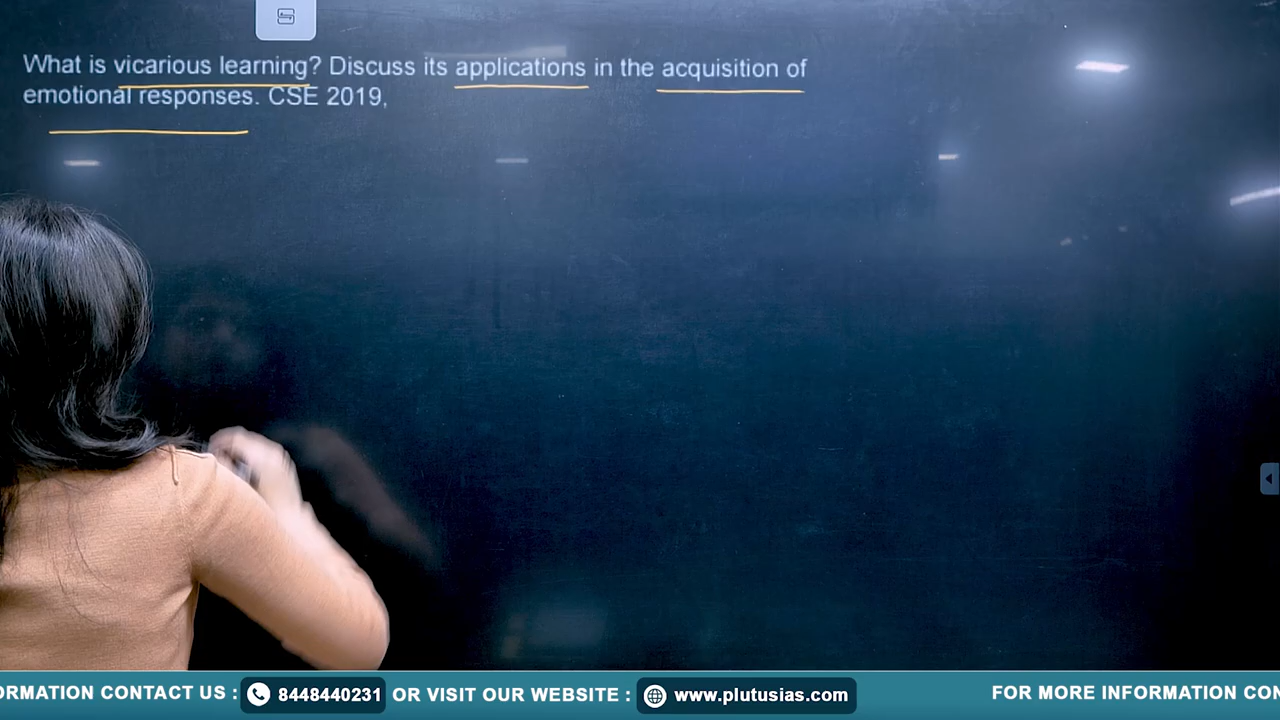 What is vicarious learning? Discuss its applications in the acquisition of
emotional responses. CSE 2019,
ORMATION CONTACT US : 8448440231 OR VISIT OUR WEBSITE : www.plutusias.com FOR MORE INFORMATION CON